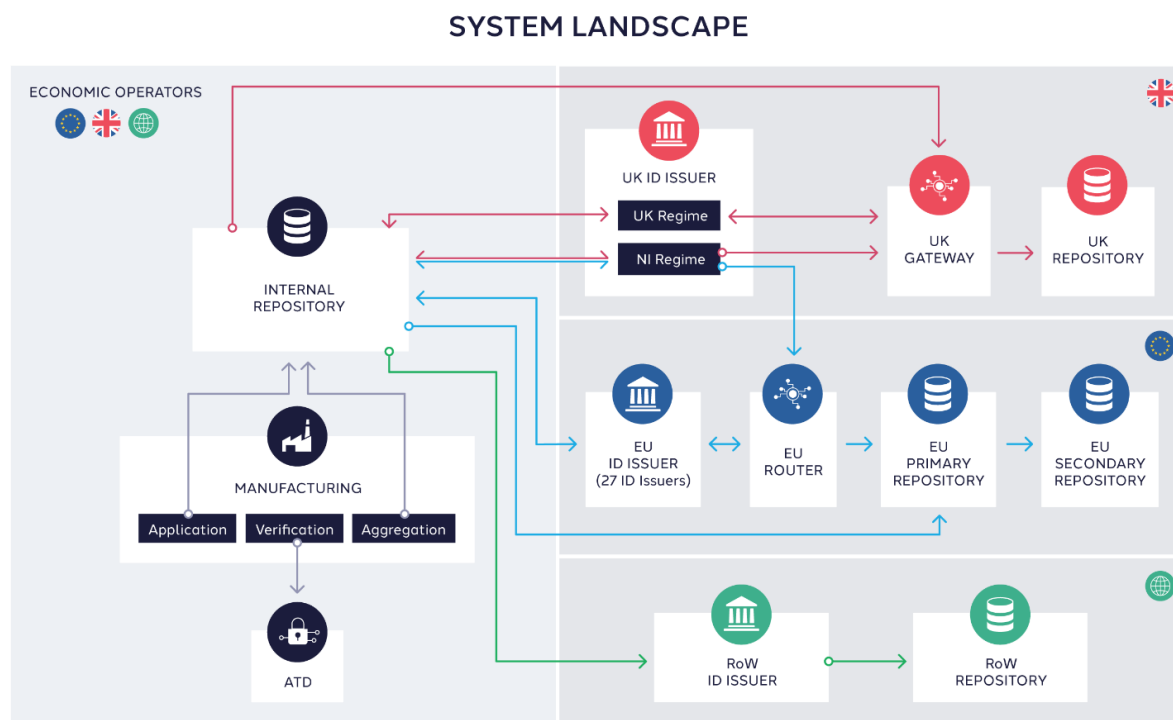 SYSTEM LANDSCAPE
ECONOMIC OPERATORS
INTERNAL
REPOSITORY
MANUFACTURING
Application
Verification
Aggregation
ATD
UK ID ISSUER
UK Regime
NI Regime
UK
GATEWAY
UK
REPOSITORY
EU
ID ISSUER
(27 ID Issuers)
EU
ROUTER
EU
PRIMARY
REPOSITORY
EU
SECONDARY
REPOSITORY
RoW
ID ISSUER
RoW
REPOSITORY